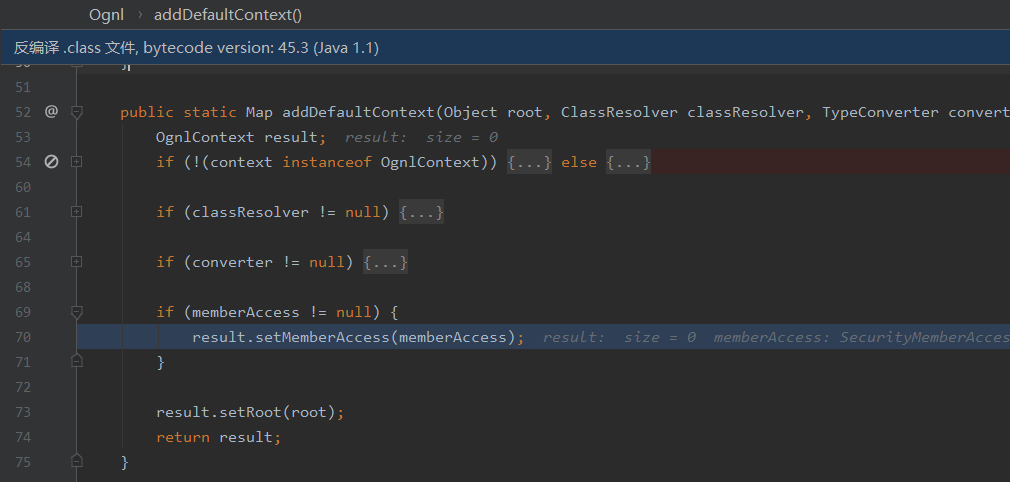 Ognl › addDefaultContext()
反编译 .class 文件, bytecode version: 45.3 (Java 1.1)
}
51
52 @ public static Map addDefaultContext(Object root, ClassResolver classResolver, TypeConverter convert
53 OgnlContext result; result: size = 0
54 if (!(context instanceof OgnlContext)) {...} else {...}
60
61 if (classResolver != null) {...}
64
65 if (converter != null) {...}
68
69 if (memberAccess != null) {
70 result.setMemberAccess(memberAccess); result: size = 0 memberAccess: SecurityMemberAcces
71 }
72
73 result.setRoot(root);
74 return result;
75 }